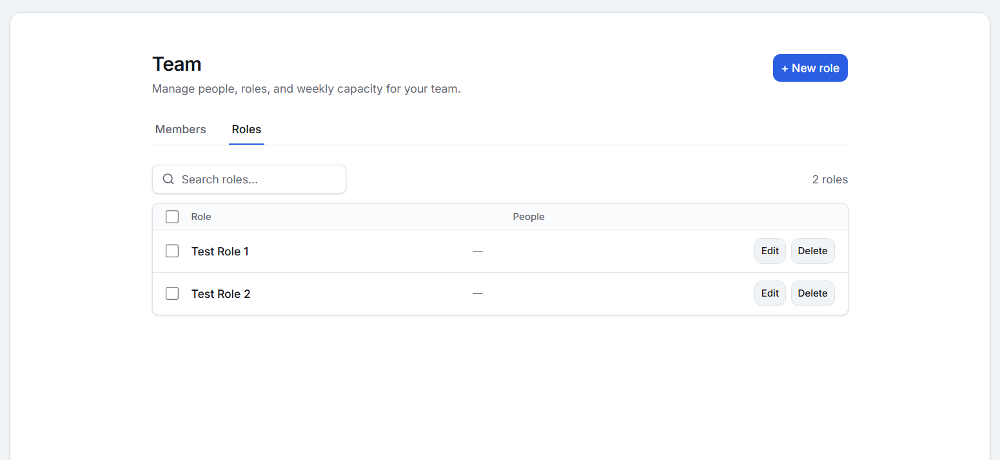 Team
+ New role
Manage people, roles, and weekly capacity for your team.
Members Roles
Search roles...
2 roles
Role People
Test Role 1 — Edit Delete
Test Role 2 — Edit Delete